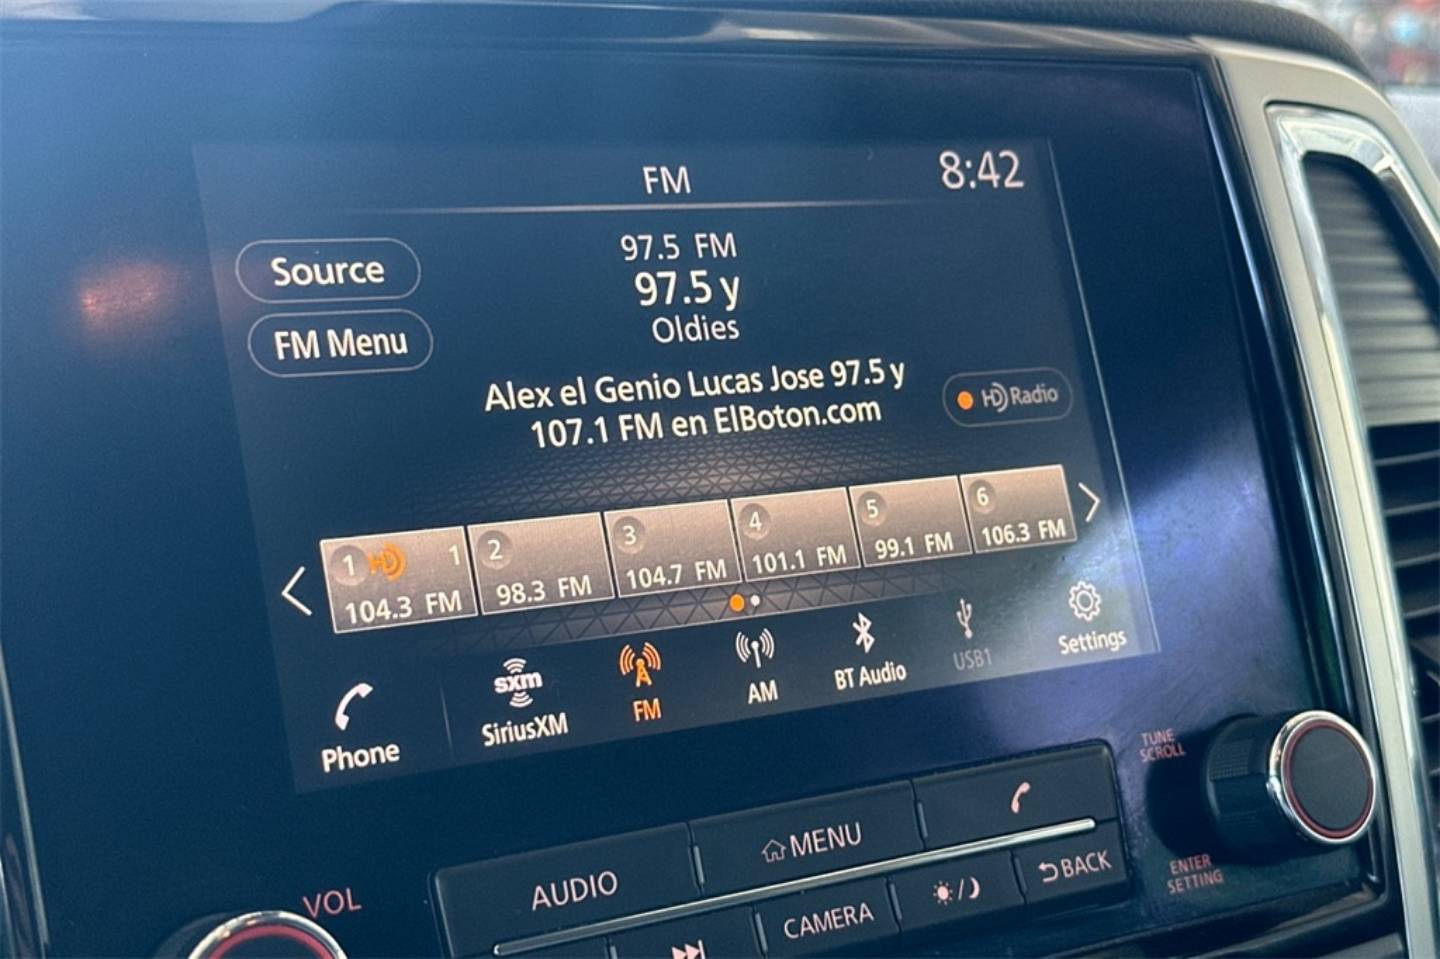 FM
8:42
Source
97.5 FM
97.5 y
FM Menu
Oldies
Alex el Genio Lucas Jose 97.5 y
107.1 FM en ElBoton.com
HD Radio
1 HD 1
104.3 FM
2
98.3 FM
3
104.7 FM
4
101.1 FM
5
99.1 FM
6
106.3 FM
Phone
sxm
SiriusXM
FM
AM
BT Audio
USB1
Settings
TUNE
SCROLL
VOL
AUDIO
MENU
CAMERA
BACK
ENTER
SETTING